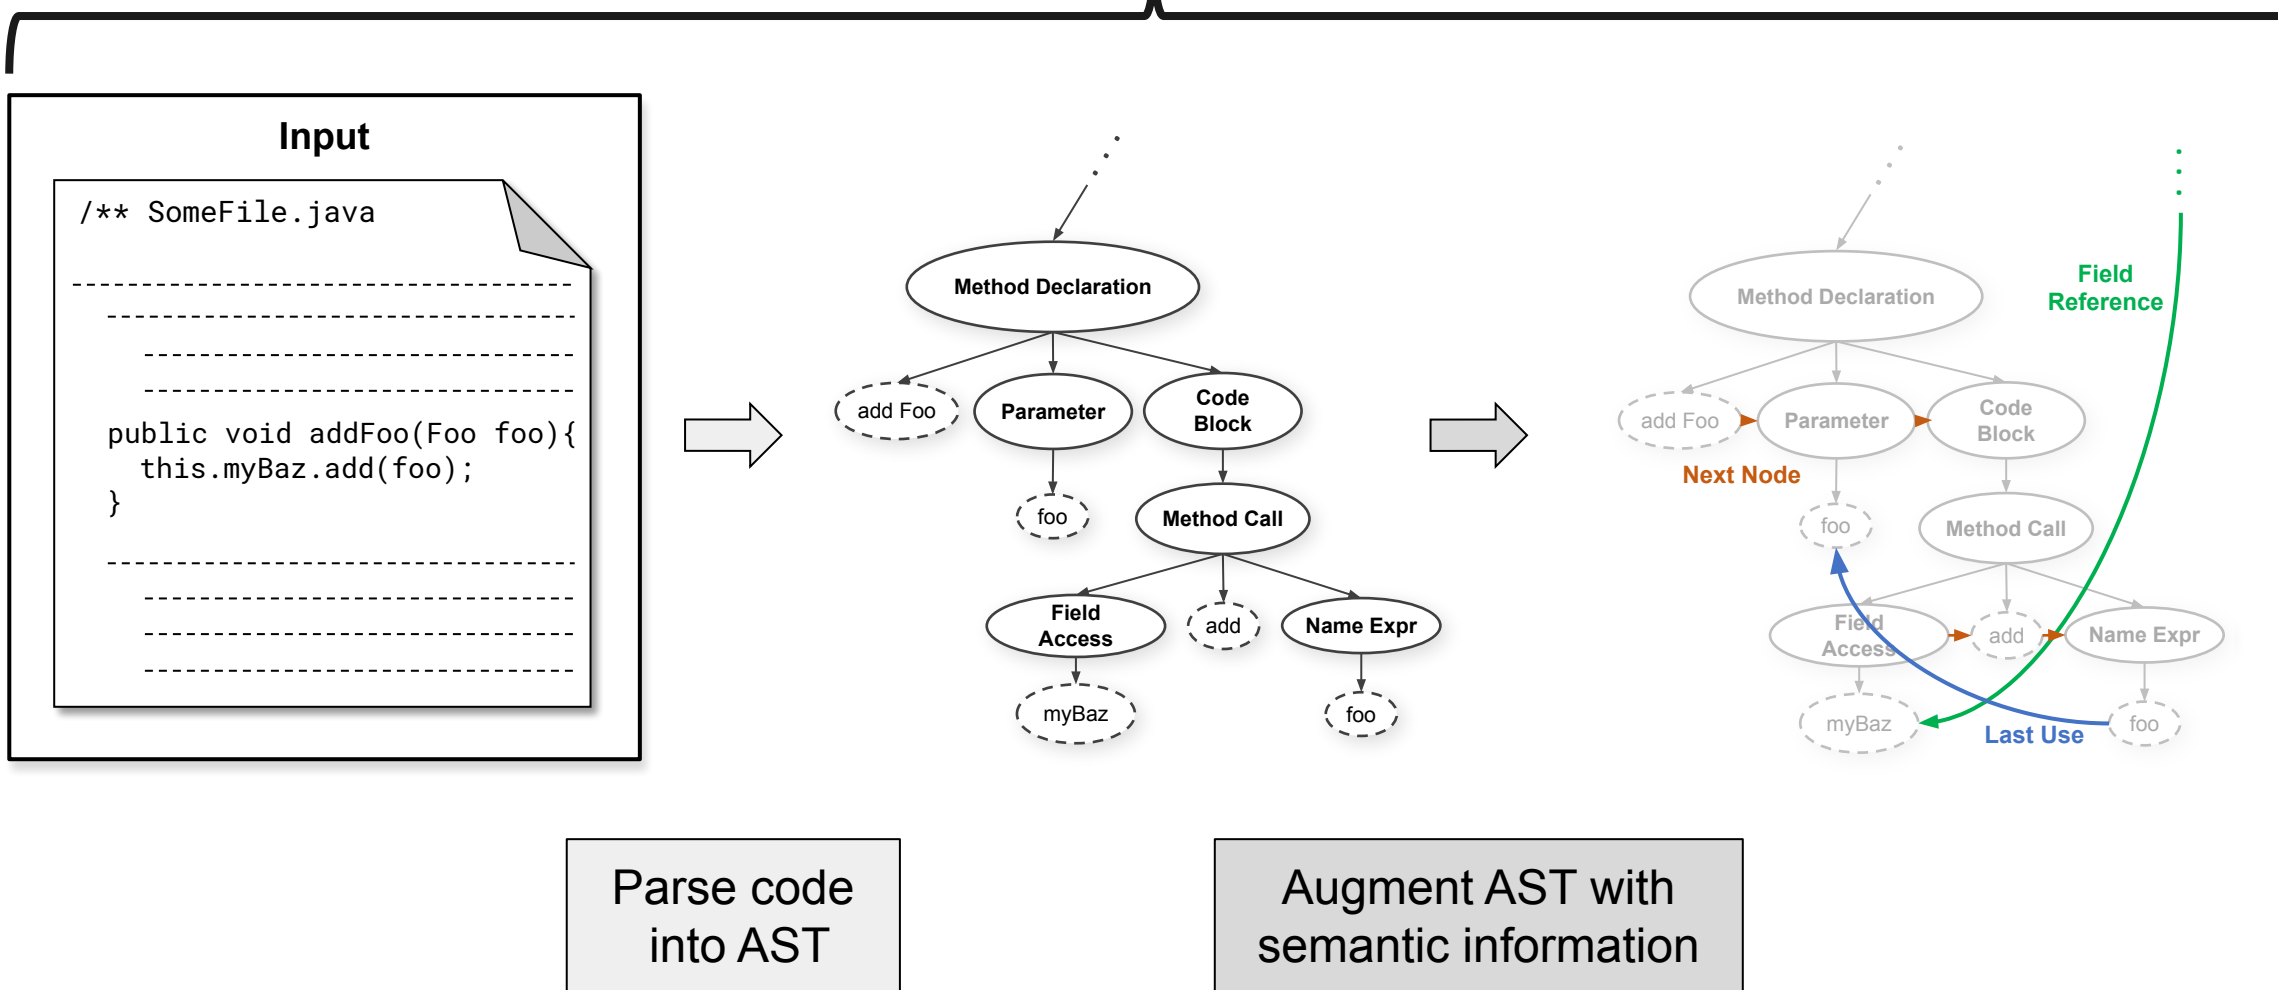 Input
/** SomeFile.java
public void addFoo(Foo foo){
this.myBaz.add(foo);
}
Method Declaration
add Foo
Parameter
Code
Block
foo
Method Call
Field
Access
add
Name Expr
myBaz
foo
Method Declaration
Field
Reference
add Foo
Parameter
Code
Block
Next Node
foo
Method Call
Field
Access
add
Name Expr
myBaz
Last Use
foo
Parse code
into AST
Augment AST with
semantic information